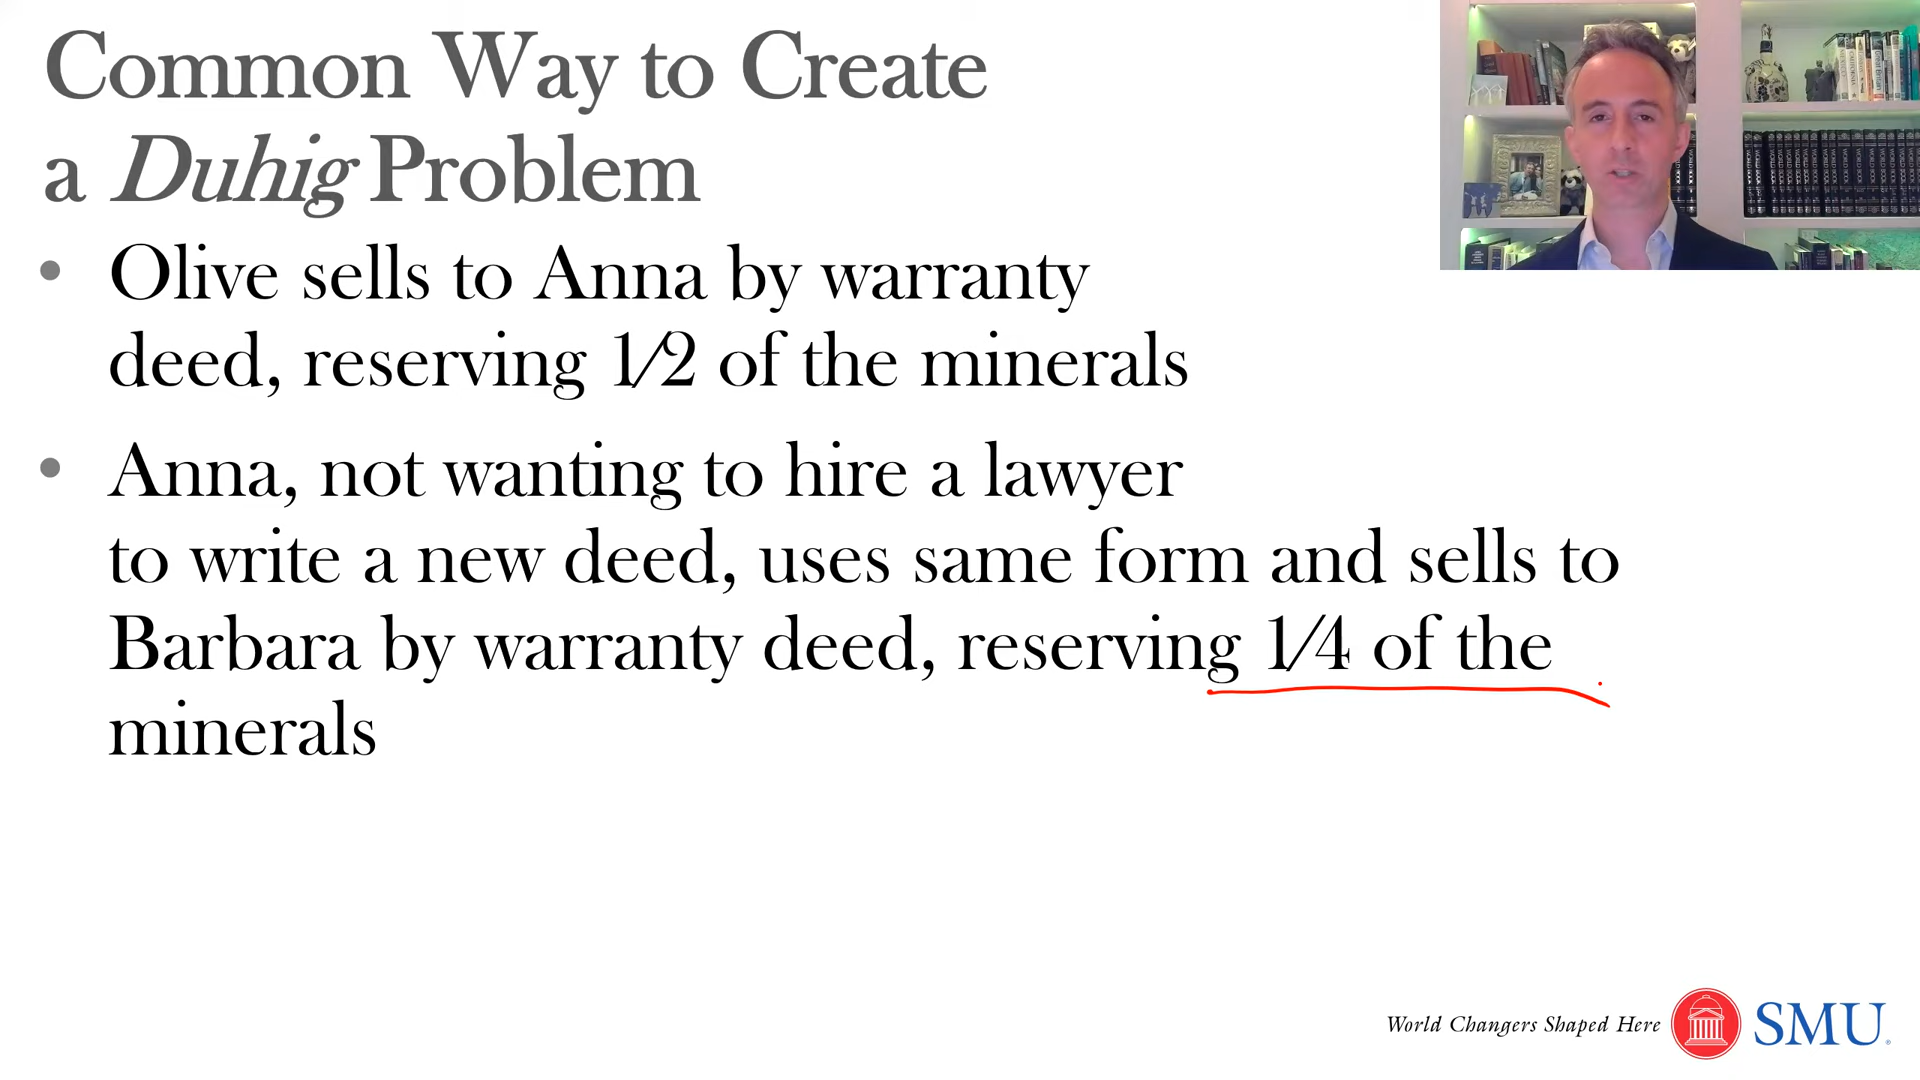 Common Way to Create
a Duhig Problem
• Olive sells to Anna by warranty
deed, reserving 1/2 of the minerals
• Anna, not wanting to hire a lawyer
to write a new deed, uses same form and sells to
Barbara by warranty deed, reserving 1/4 of the
minerals
World Changers Shaped Here
SMU